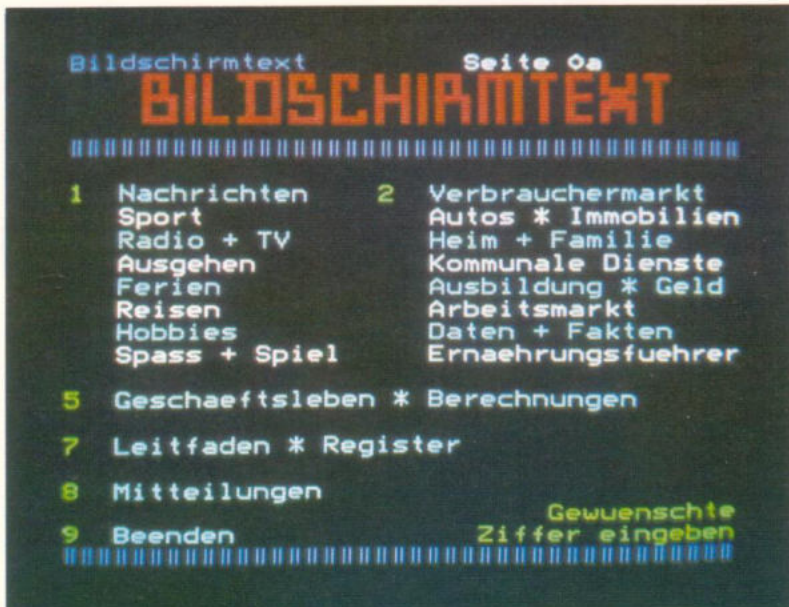 Bildschirmtext Seite 0a
BILDSCHIRMTEXT
1 Nachrichten 2 Verbrauchermarkt
Sport Autos * Immobilien
Radio + TV Heim + Familie
Ausgehen Kommunale Dienste
Ferien Ausbildung * Geld
Reisen Arbeitsmarkt
Hobbies Daten + Fakten
Spass + Spiel Ernaehrungsfuehrer
5 Geschaeftsleben * Berechnungen
7 Leitfaden * Register
8 Mitteilungen
Gewuenschte
9 Beenden Ziffer eingeben